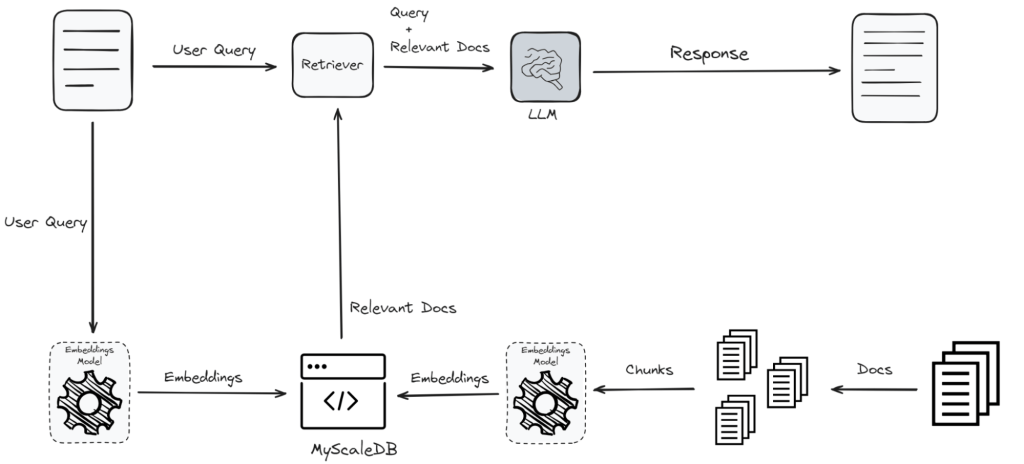 User Query
Retriever
Query
+
Relevant Docs
LLM
Response
User Query
Relevant Docs
Embeddings
Model
Embeddings
MyScaleDB
Embeddings
Embeddings
Model
Chunks
Docs